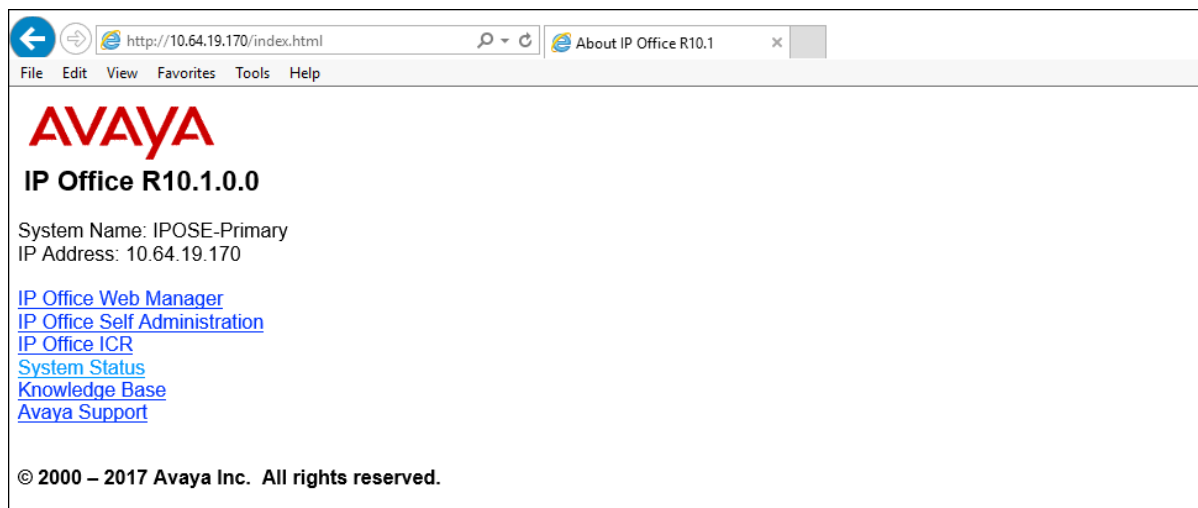 http://10.64.19.170/index.html
About IP Office R10.1
File Edit View Favorites Tools Help
AVAYA
IP Office R10.1.0.0
System Name: IPOSE-Primary
IP Address: 10.64.19.170
IP Office Web Manager
IP Office Self Administration
IP Office ICR
System Status
Knowledge Base
Avaya Support
© 2000 – 2017 Avaya Inc. All rights reserved.